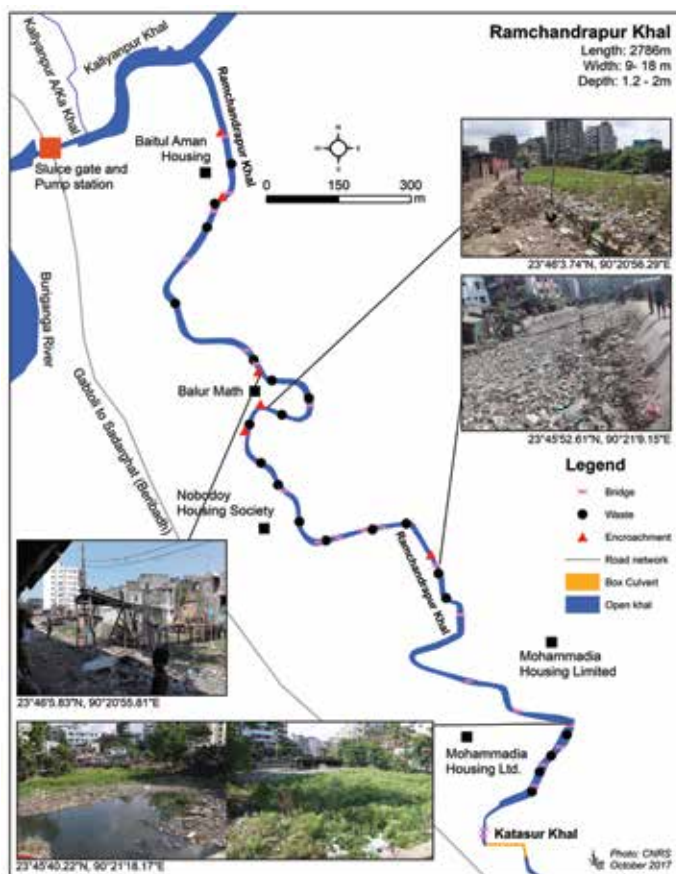 Ramchandrapur Khal
Length: 2786m
Width: 9- 18 m
Depth: 1.2 - 2m
Kallyanpur Khal
Kallyanpur A/Ka Khal
Ramchandrapur Khal
Baitul Aman
Housing
Sluice gate and
Pump station
N
0 150 300
m
23°46'3.74"N, 90°20'56.29"E
Buriganga River
Gabtoli to Sadarghat (Beribadh)
Balur Math
23°45'52.61"N, 90°21'9.15"E
Legend
Bridge
Waste
Encroachment
Road network
Box Culvert
Open khal
Nobodoy
Housing Society
Ramchandrapur Khal
23°46'5.83"N, 90°20'55.81"E
Mohammadia
Housing Limited
Mohammadia
Housing Ltd.
Katasur Khal
23°45'40.22"N, 90°21'18.17"E
Photo: CNRS
October 2017